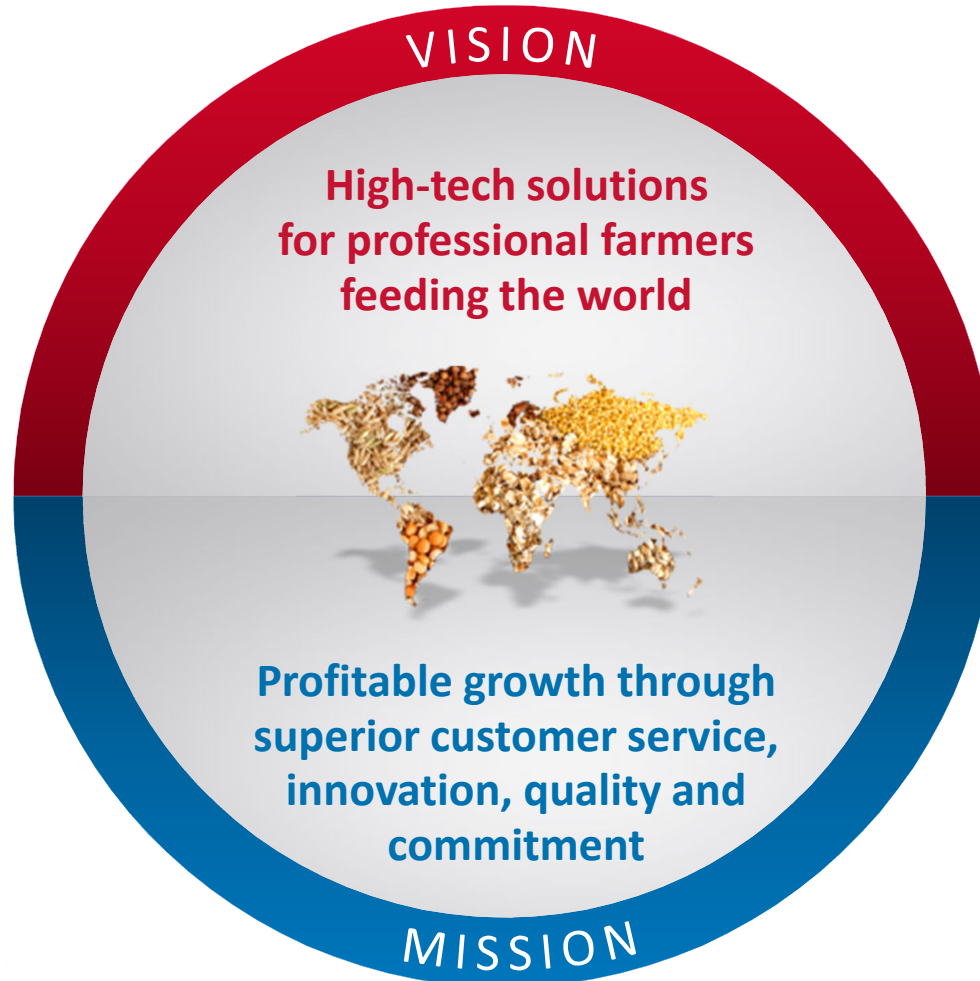 VISION
High-tech solutions
for professional farmers
feeding the world
Profitable growth through
superior customer service,
innovation, quality and
commitment
MISSION